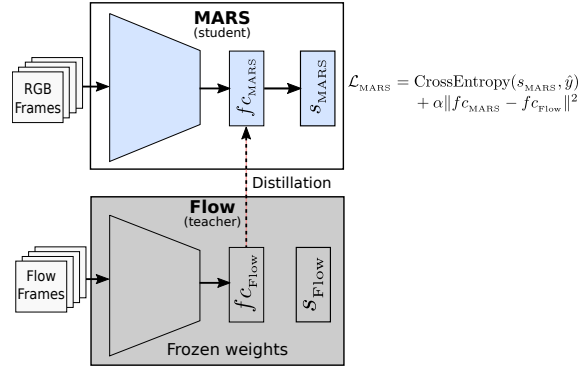 MARS
(student)
RGB
Frames
fc_MARS
s_MARS
ℒ_MARS = CrossEntropy(s_MARS, ŷ)
+ α‖fc_MARS − fc_Flow‖²
Distillation
Flow
(teacher)
Flow
Frames
fc_Flow
s_Flow
Frozen weights